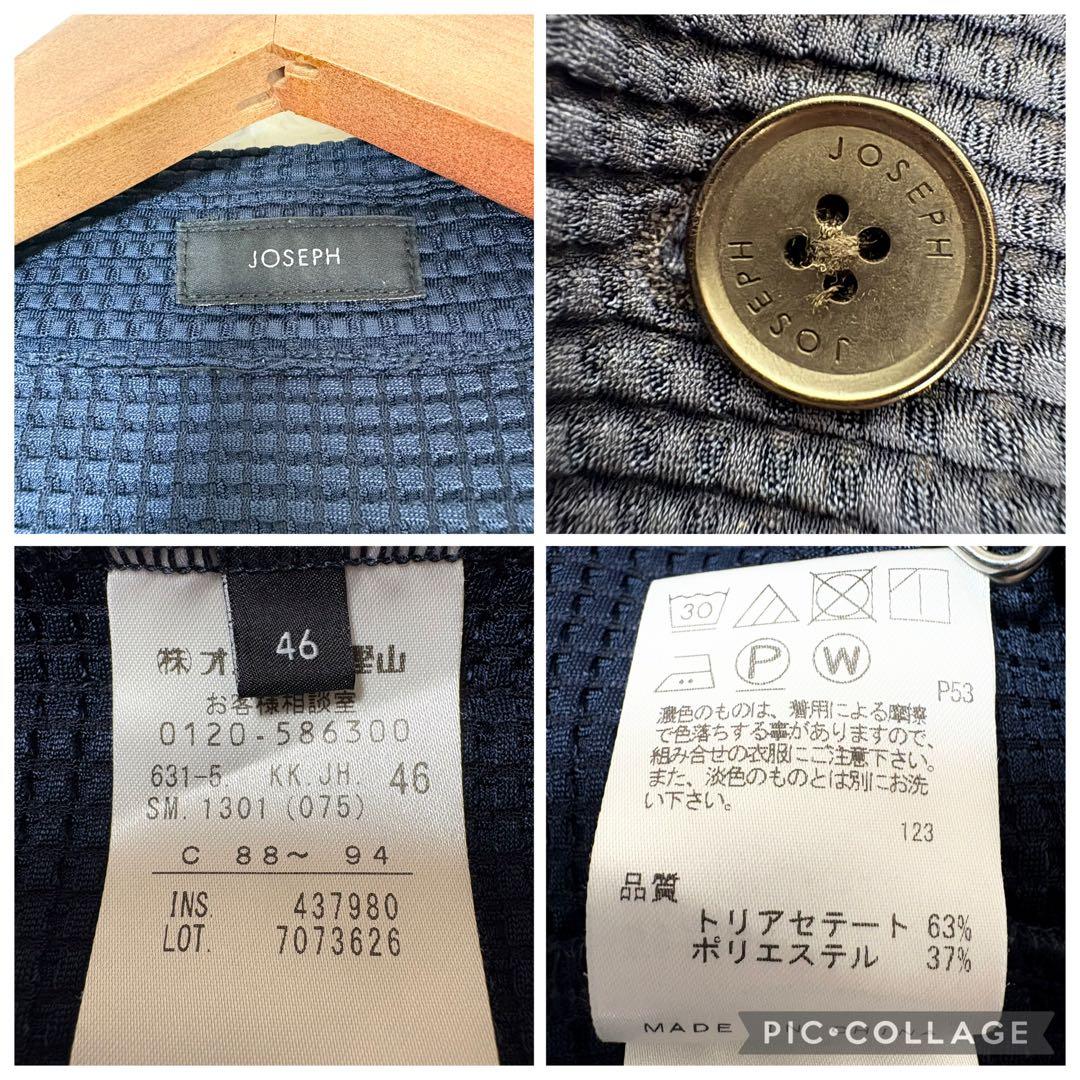 JOSEPH
JOSEPH
JOSEPH
46
㈱オ 樫山
お客様相談室
0120-586300
631-5. KK.JH. 46
SM.1301(075)
C 88～ 94
INS. 437980
LOT. 7073626
30
P W
P53
濃色のものは、着用による摩擦
で色落ちする事がありますので、
組み合せの衣服にご注意下さい。
また、淡色のものとは別にお洗
い下さい。
123
品質
トリアセテート 63%
ポリエステル 37%
MADE IN CHINA
PIC•COLLAGE